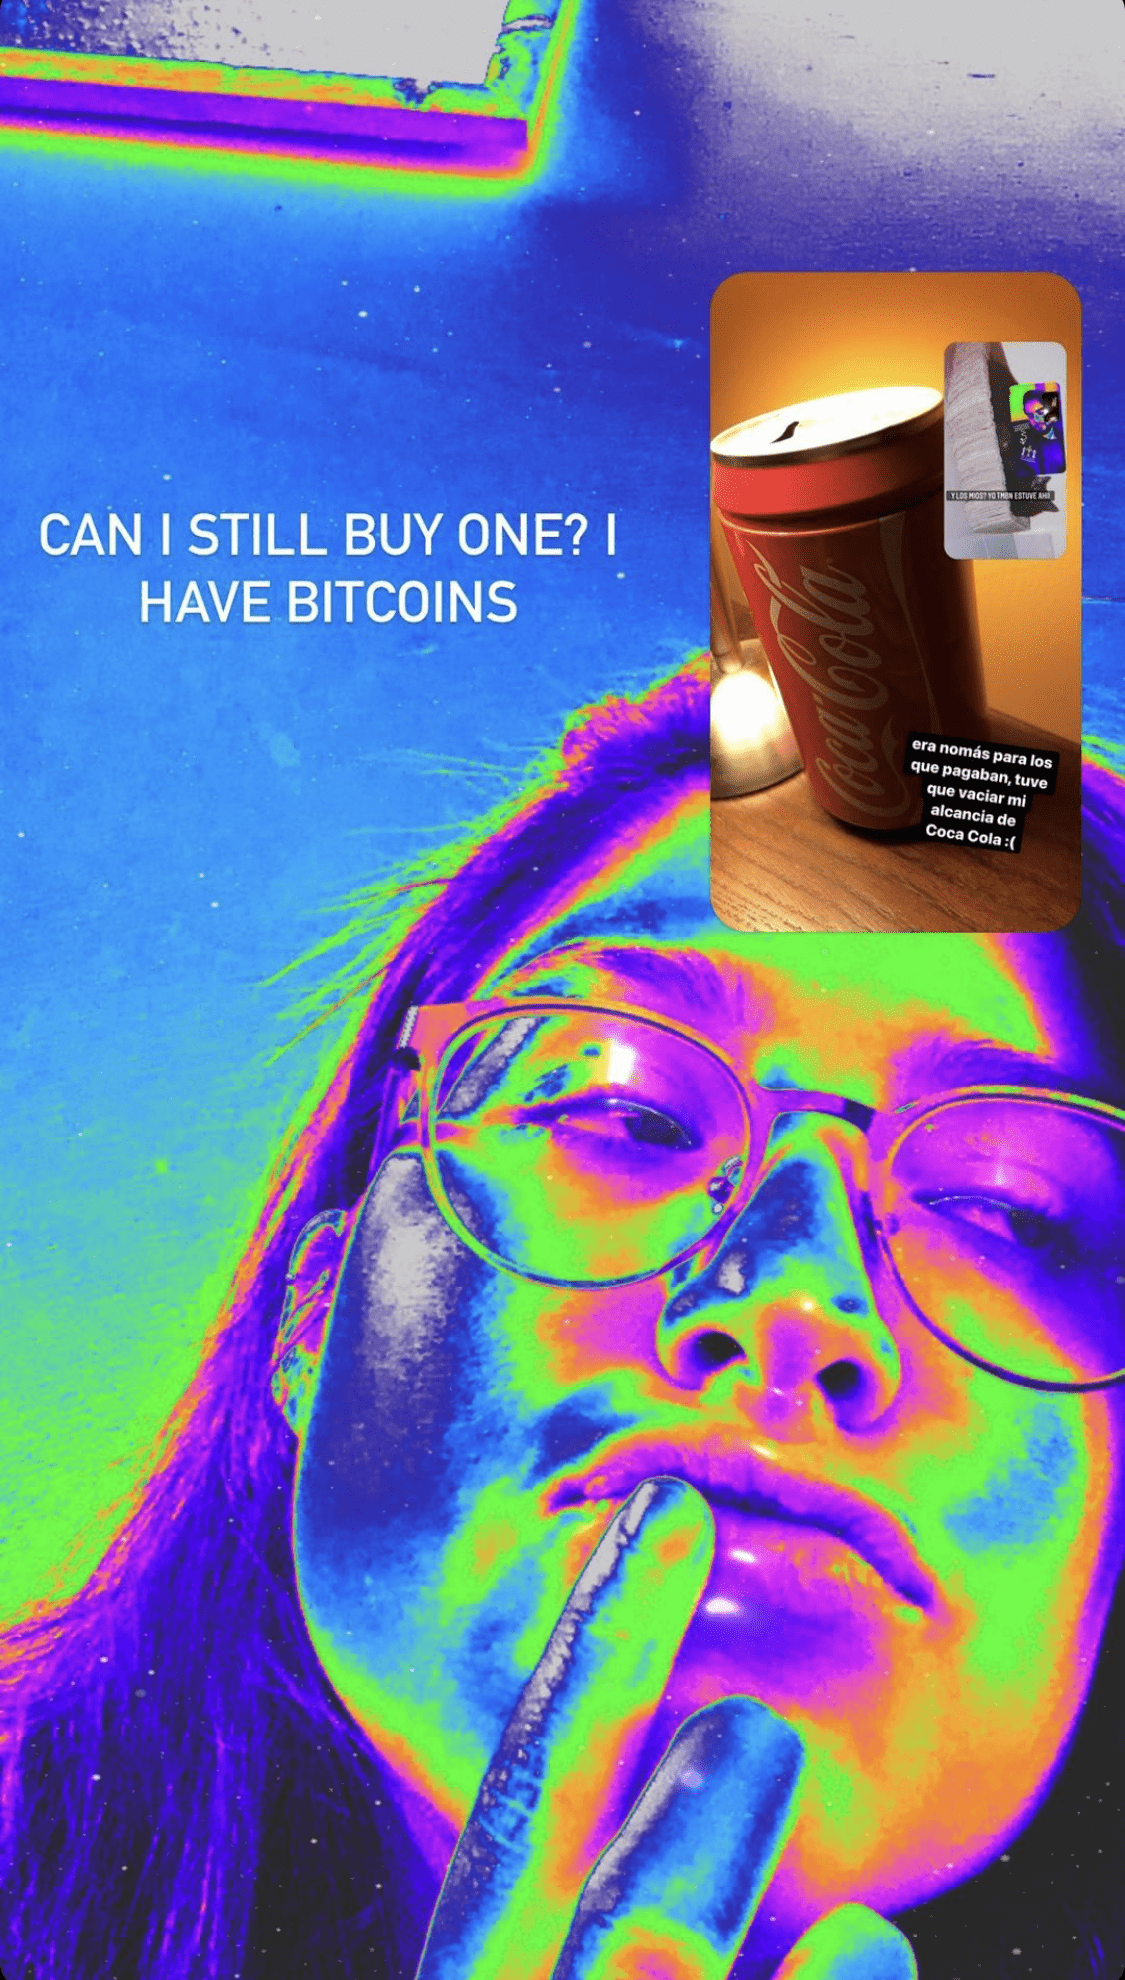 CAN I STILL BUY ONE? I
HAVE BITCOINS
Y LOS MIOS? YO TMBN ESTUVE AHI!
Coca-Cola
era nomás para los
que pagaban, tuve
que vaciar mi
alcancia de
Coca Cola :(